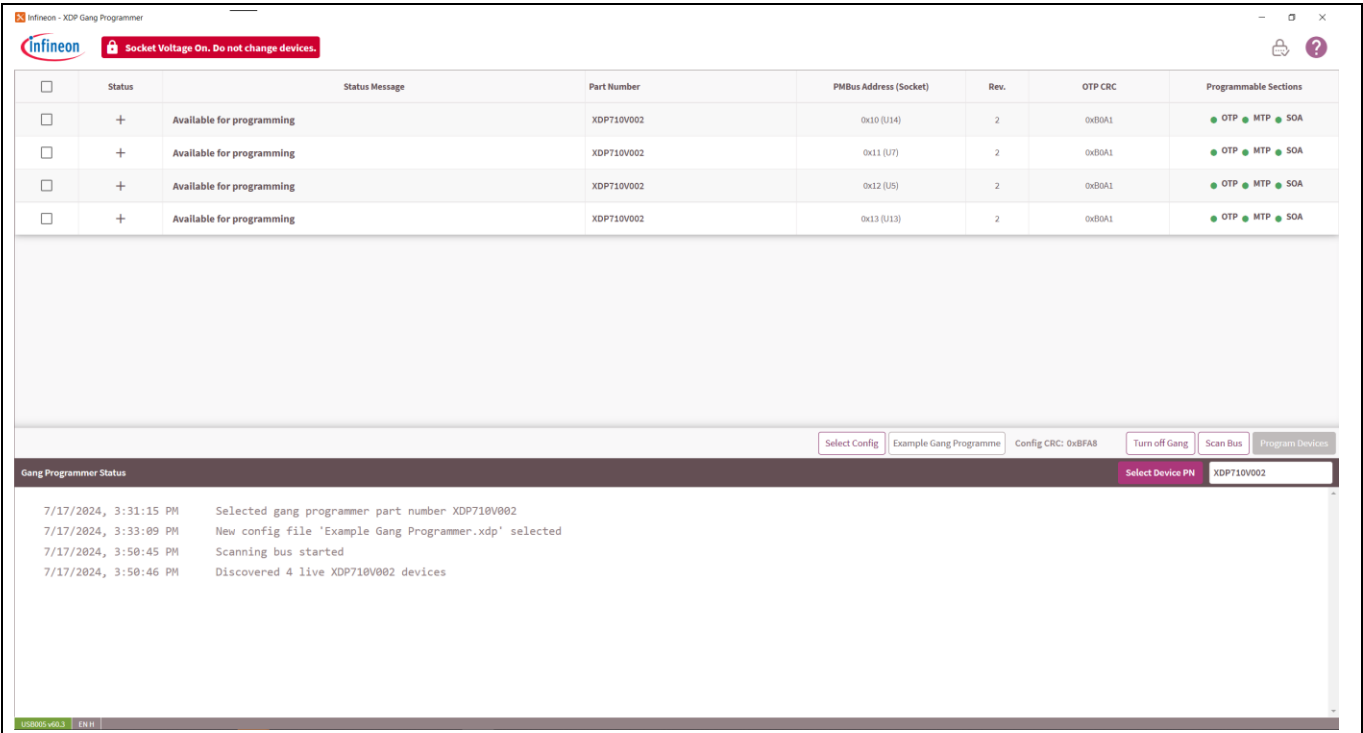 Infineon - XDP Gang Programmer
infineon Socket Voltage On. Do not change devices. ?
Status Status Message Part Number PMBus Address (Socket) Rev. OTP CRC Programmable Sections
+ Available for programming XDP710V002 0x10 (U14) 2 0xB0A1 OTP MTP SOA
+ Available for programming XDP710V002 0x11 (U7) 2 0xB0A1 OTP MTP SOA
+ Available for programming XDP710V002 0x12 (U5) 2 0xB0A1 OTP MTP SOA
+ Available for programming XDP710V002 0x13 (U13) 2 0xB0A1 OTP MTP SOA
Select Config Example Gang Programme Config CRC: 0xBFA8 Turn off Gang Scan Bus Program Devices
Gang Programmer Status Select Device PN XDP710V002
7/17/2024, 3:31:15 PM Selected gang programmer part number XDP710V002
7/17/2024, 3:33:09 PM New config file 'Example Gang Programmer.xdp' selected
7/17/2024, 3:50:45 PM Scanning bus started
7/17/2024, 3:50:46 PM Discovered 4 live XDP710V002 devices
USB005 v60.3 EN H